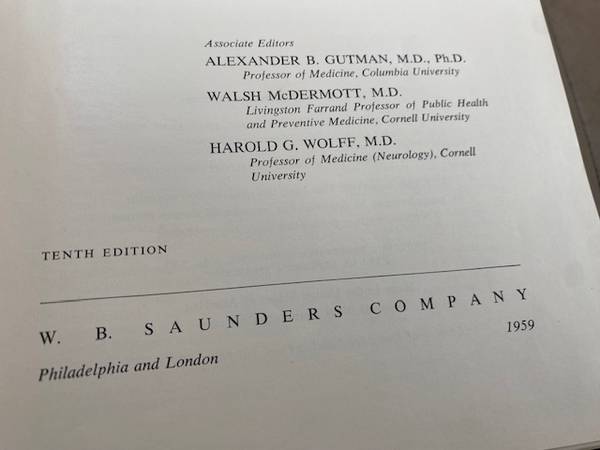 Associate Editors
ALEXANDER B. GUTMAN, M.D., Ph.D.
Professor of Medicine, Columbia University
WALSH McDERMOTT, M.D.
Livingston Farrand Professor of Public Health
and Preventive Medicine, Cornell University
HAROLD G. WOLFF, M.D.
Professor of Medicine (Neurology), Cornell
University
TENTH EDITION
W. B. SAUNDERS COMPANY
Philadelphia and London
1959